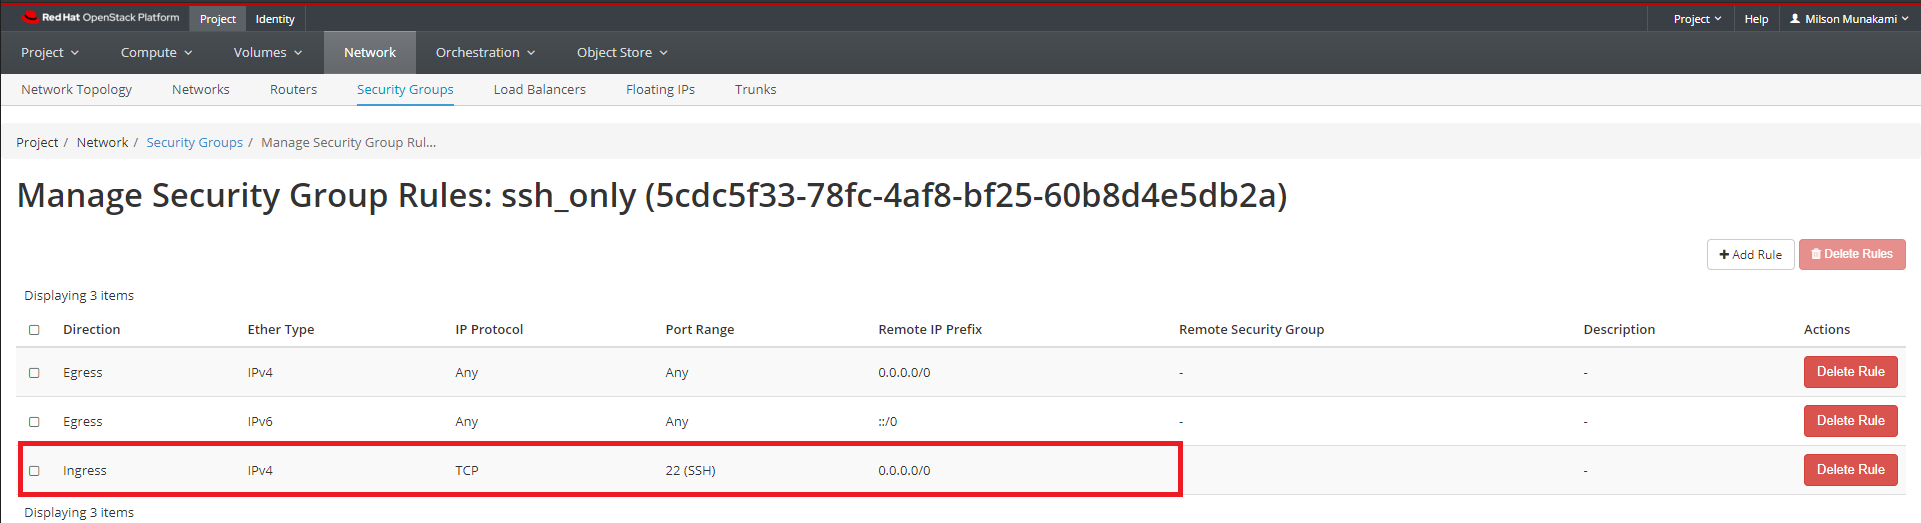 Red Hat OpenStack Platform Project Identity Project Help Milson Munakami
Project Compute Volumes Network Orchestration Object Store
Network Topology Networks Routers Security Groups Load Balancers Floating IPs Trunks
Project / Network / Security Groups / Manage Security Group Rul...
Manage Security Group Rules: ssh_only (5cdc5f33-78fc-4af8-bf25-60b8d4e5db2a)
+ Add Rule Delete Rules
Displaying 3 items
Direction Ether Type IP Protocol Port Range Remote IP Prefix Remote Security Group Description Actions
Egress IPv4 Any Any 0.0.0.0/0 - - Delete Rule
Egress IPv6 Any Any ::/0 - - Delete Rule
Ingress IPv4 TCP 22 (SSH) 0.0.0.0/0 - Delete Rule
Displaying 3 items